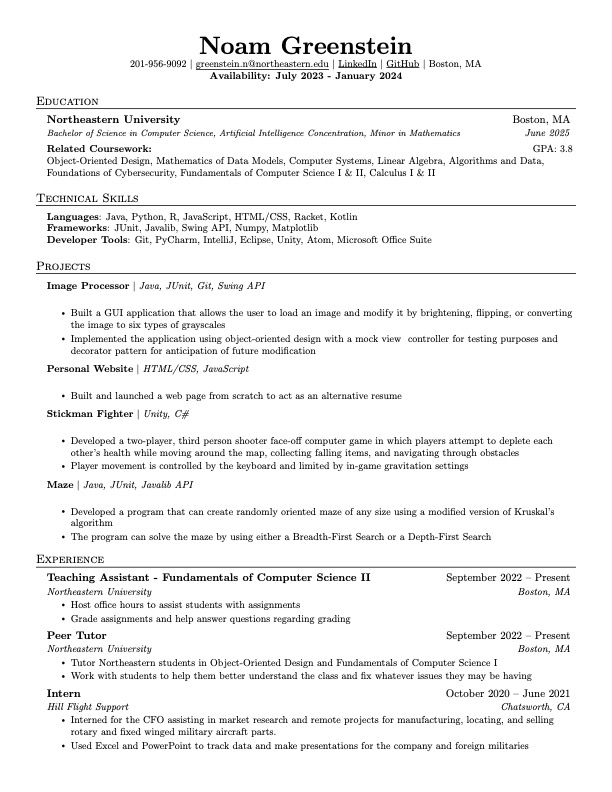 Noam Greenstein
201-956-9092 | greenstein.n@northeastern.edu | LinkedIn | GitHub | Boston, MA
Availability: July 2023 - January 2024
Education
Northeastern University Boston, MA
Bachelor of Science in Computer Science, Artificial Intelligence Concentration, Minor in Mathematics June 2025
Related Coursework: GPA: 3.8
Object-Oriented Design, Mathematics of Data Models, Computer Systems, Linear Algebra, Algorithms and Data,
Foundations of Cybersecurity, Fundamentals of Computer Science I & II, Calculus I & II
Technical Skills
Languages: Java, Python, R, JavaScript, HTML/CSS, Racket, Kotlin
Frameworks: JUnit, Javalib, Swing API, Numpy, Matplotlib
Developer Tools: Git, PyCharm, IntelliJ, Eclipse, Unity, Atom, Microsoft Office Suite
Projects
Image Processor | Java, JUnit, Git, Swing API
• Built a GUI application that allows the user to load an image and modify it by brightening, flipping, or converting
the image to six types of grayscales
• Implemented the application using object-oriented design with a mock view controller for testing purposes and
decorator pattern for anticipation of future modification
Personal Website | HTML/CSS, JavaScript
• Built and launched a web page from scratch to act as an alternative resume
Stickman Fighter | Unity, C#
• Developed a two-player, third person shooter face-off computer game in which players attempt to deplete each
other's health while moving around the map, collecting falling items, and navigating through obstacles
• Player movement is controlled by the keyboard and limited by in-game gravitation settings
Maze | Java, JUnit, Javalib API
• Developed a program that can create randomly oriented maze of any size using a modified version of Kruskal's
algorithm
• The program can solve the maze by using either a Breadth-First Search or a Depth-First Search
Experience
Teaching Assistant - Fundamentals of Computer Science II September 2022 – Present
Northeastern University Boston, MA
• Host office hours to assist students with assignments
• Grade assignments and help answer questions regarding grading
Peer Tutor September 2022 – Present
Northeastern University Boston, MA
• Tutor Northeastern students in Object-Oriented Design and Fundamentals of Computer Science I
• Work with students to help them better understand the class and fix whatever issues they may be having
Intern October 2020 – June 2021
Hill Flight Support Chatsworth, CA
• Interned for the CFO assisting in market research and remote projects for manufacturing, locating, and selling
rotary and fixed winged military aircraft parts.
• Used Excel and PowerPoint to track data and make presentations for the company and foreign militaries